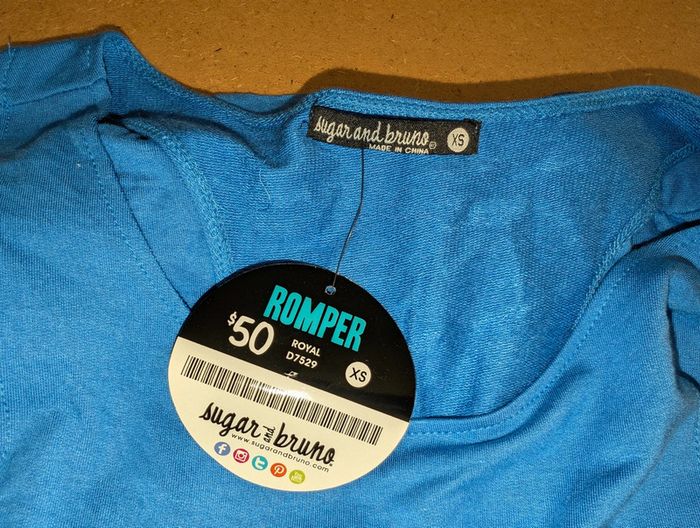 sugar and bruno® XS
MADE IN CHINA
ROMPER
$50
ROYAL
D7529
XS
sugar and bruno®
www.sugarandbruno.com